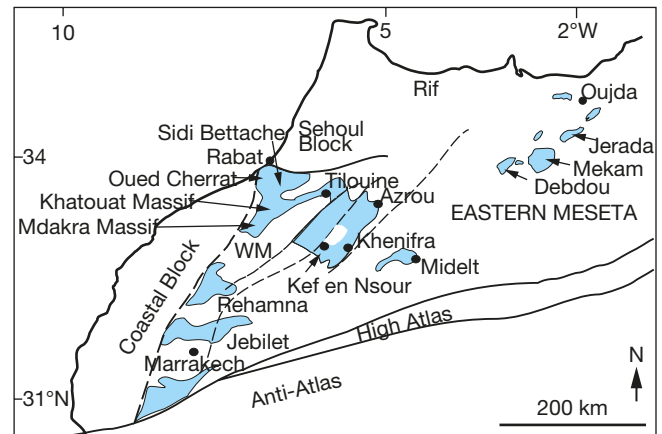 10
5
2°W
Rif
Oujda
Sidi Bettache
Sehoul
Block
Rabat
34
Jerada
Oued Cherrat
Tilouine
Mekam
Khatouat Massif
Azrou
Debdou
Mdakra Massif
EASTERN MESETA
WM
Khenifra
Coastal Block
Midelt
Kef en Nsour
Rehamna
High Atlas
Jebilet
Marrakech
N
Anti-Atlas
31°N
200 km